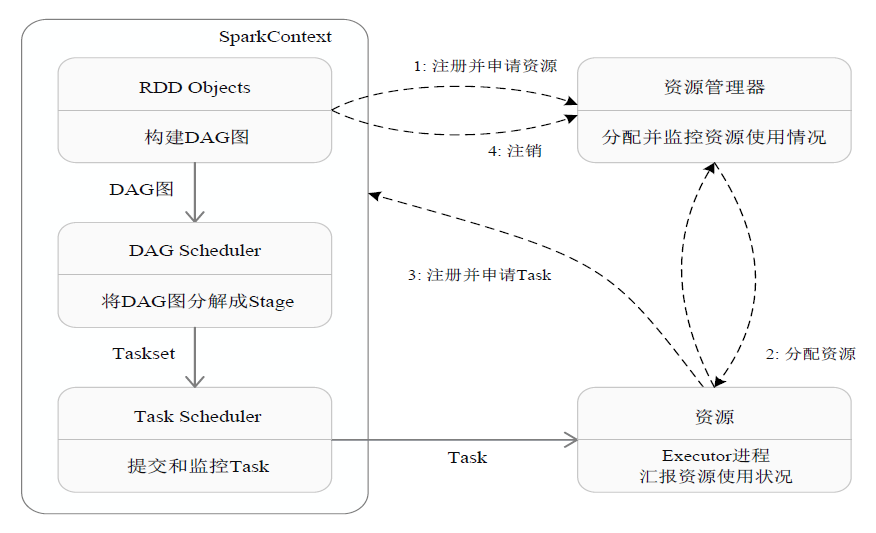 SparkContext
RDD Objects
构建DAG图
DAG图
DAG Scheduler
将DAG图分解成Stage
Taskset
Task Scheduler
提交和监控Task
1: 注册并申请资源
4: 注销
资源管理器
分配并监控资源使用情况
3: 注册并申请Task
2: 分配资源
Task
资源
Executor进程
汇报资源使用状况